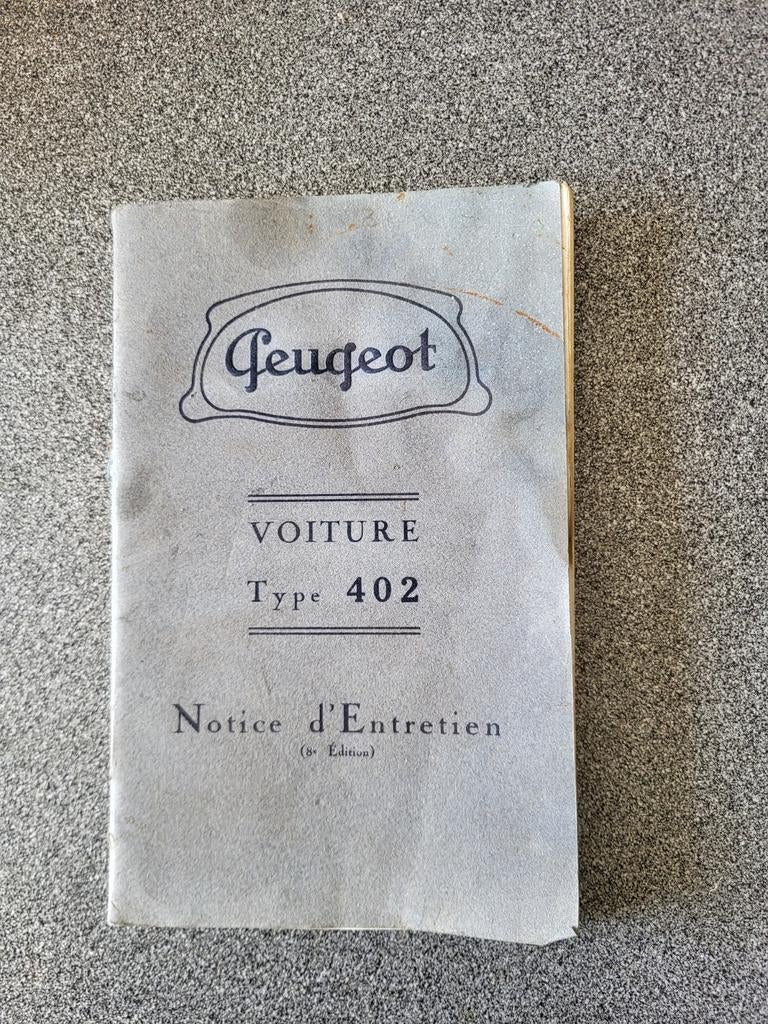 Peugeot
VOITURE
Type 402
Notice d'Entretien
(8e Édition)